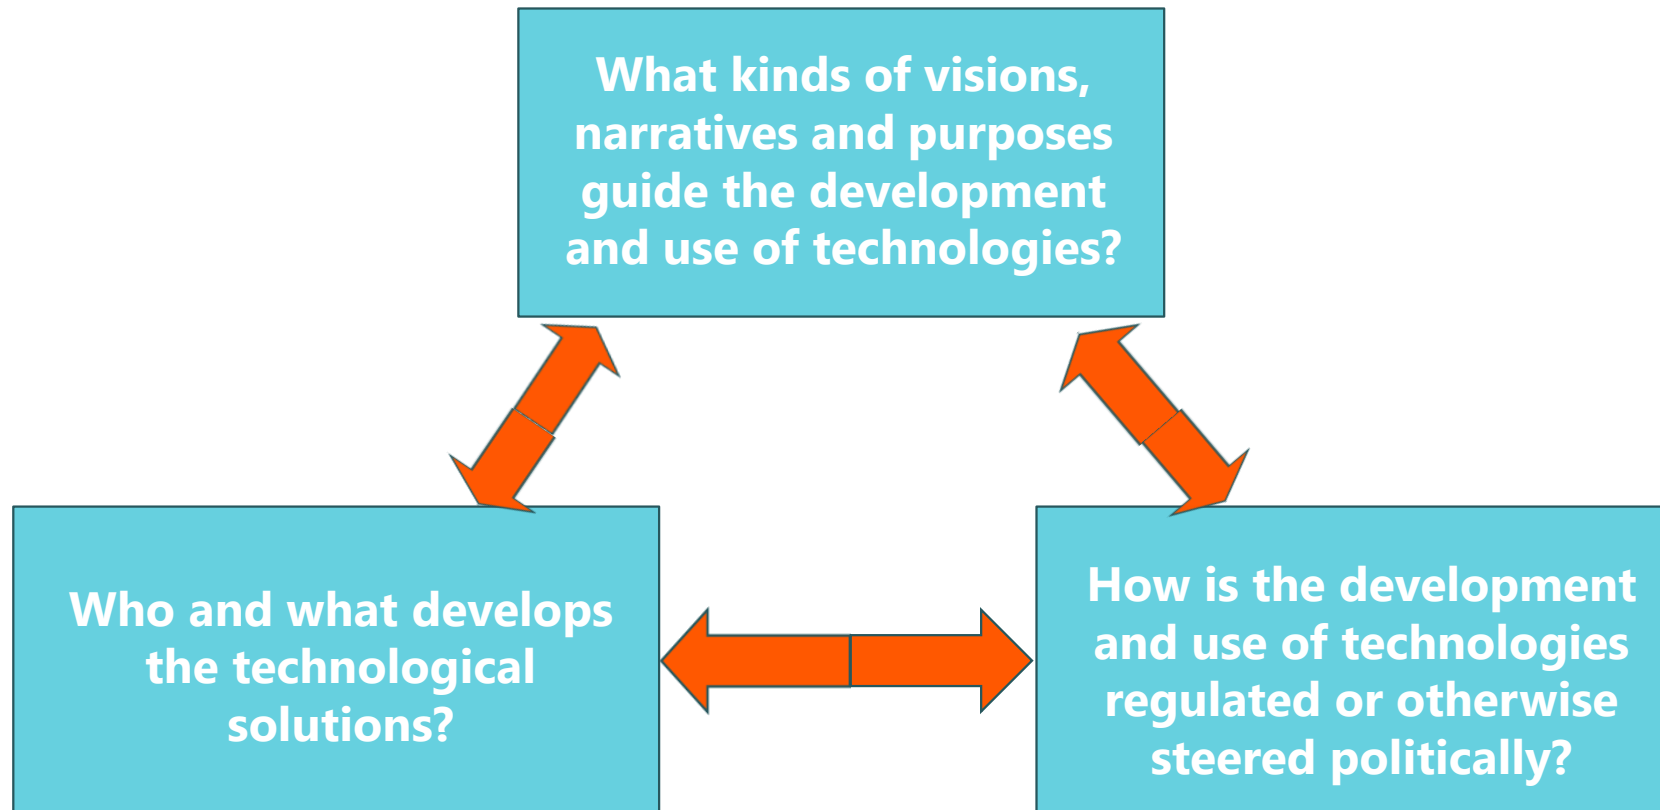 What kinds of visions,
narratives and purposes
guide the development
and use of technologies?
Who and what develops
the technological
solutions?
How is the development
and use of technologies
regulated or otherwise
steered politically?